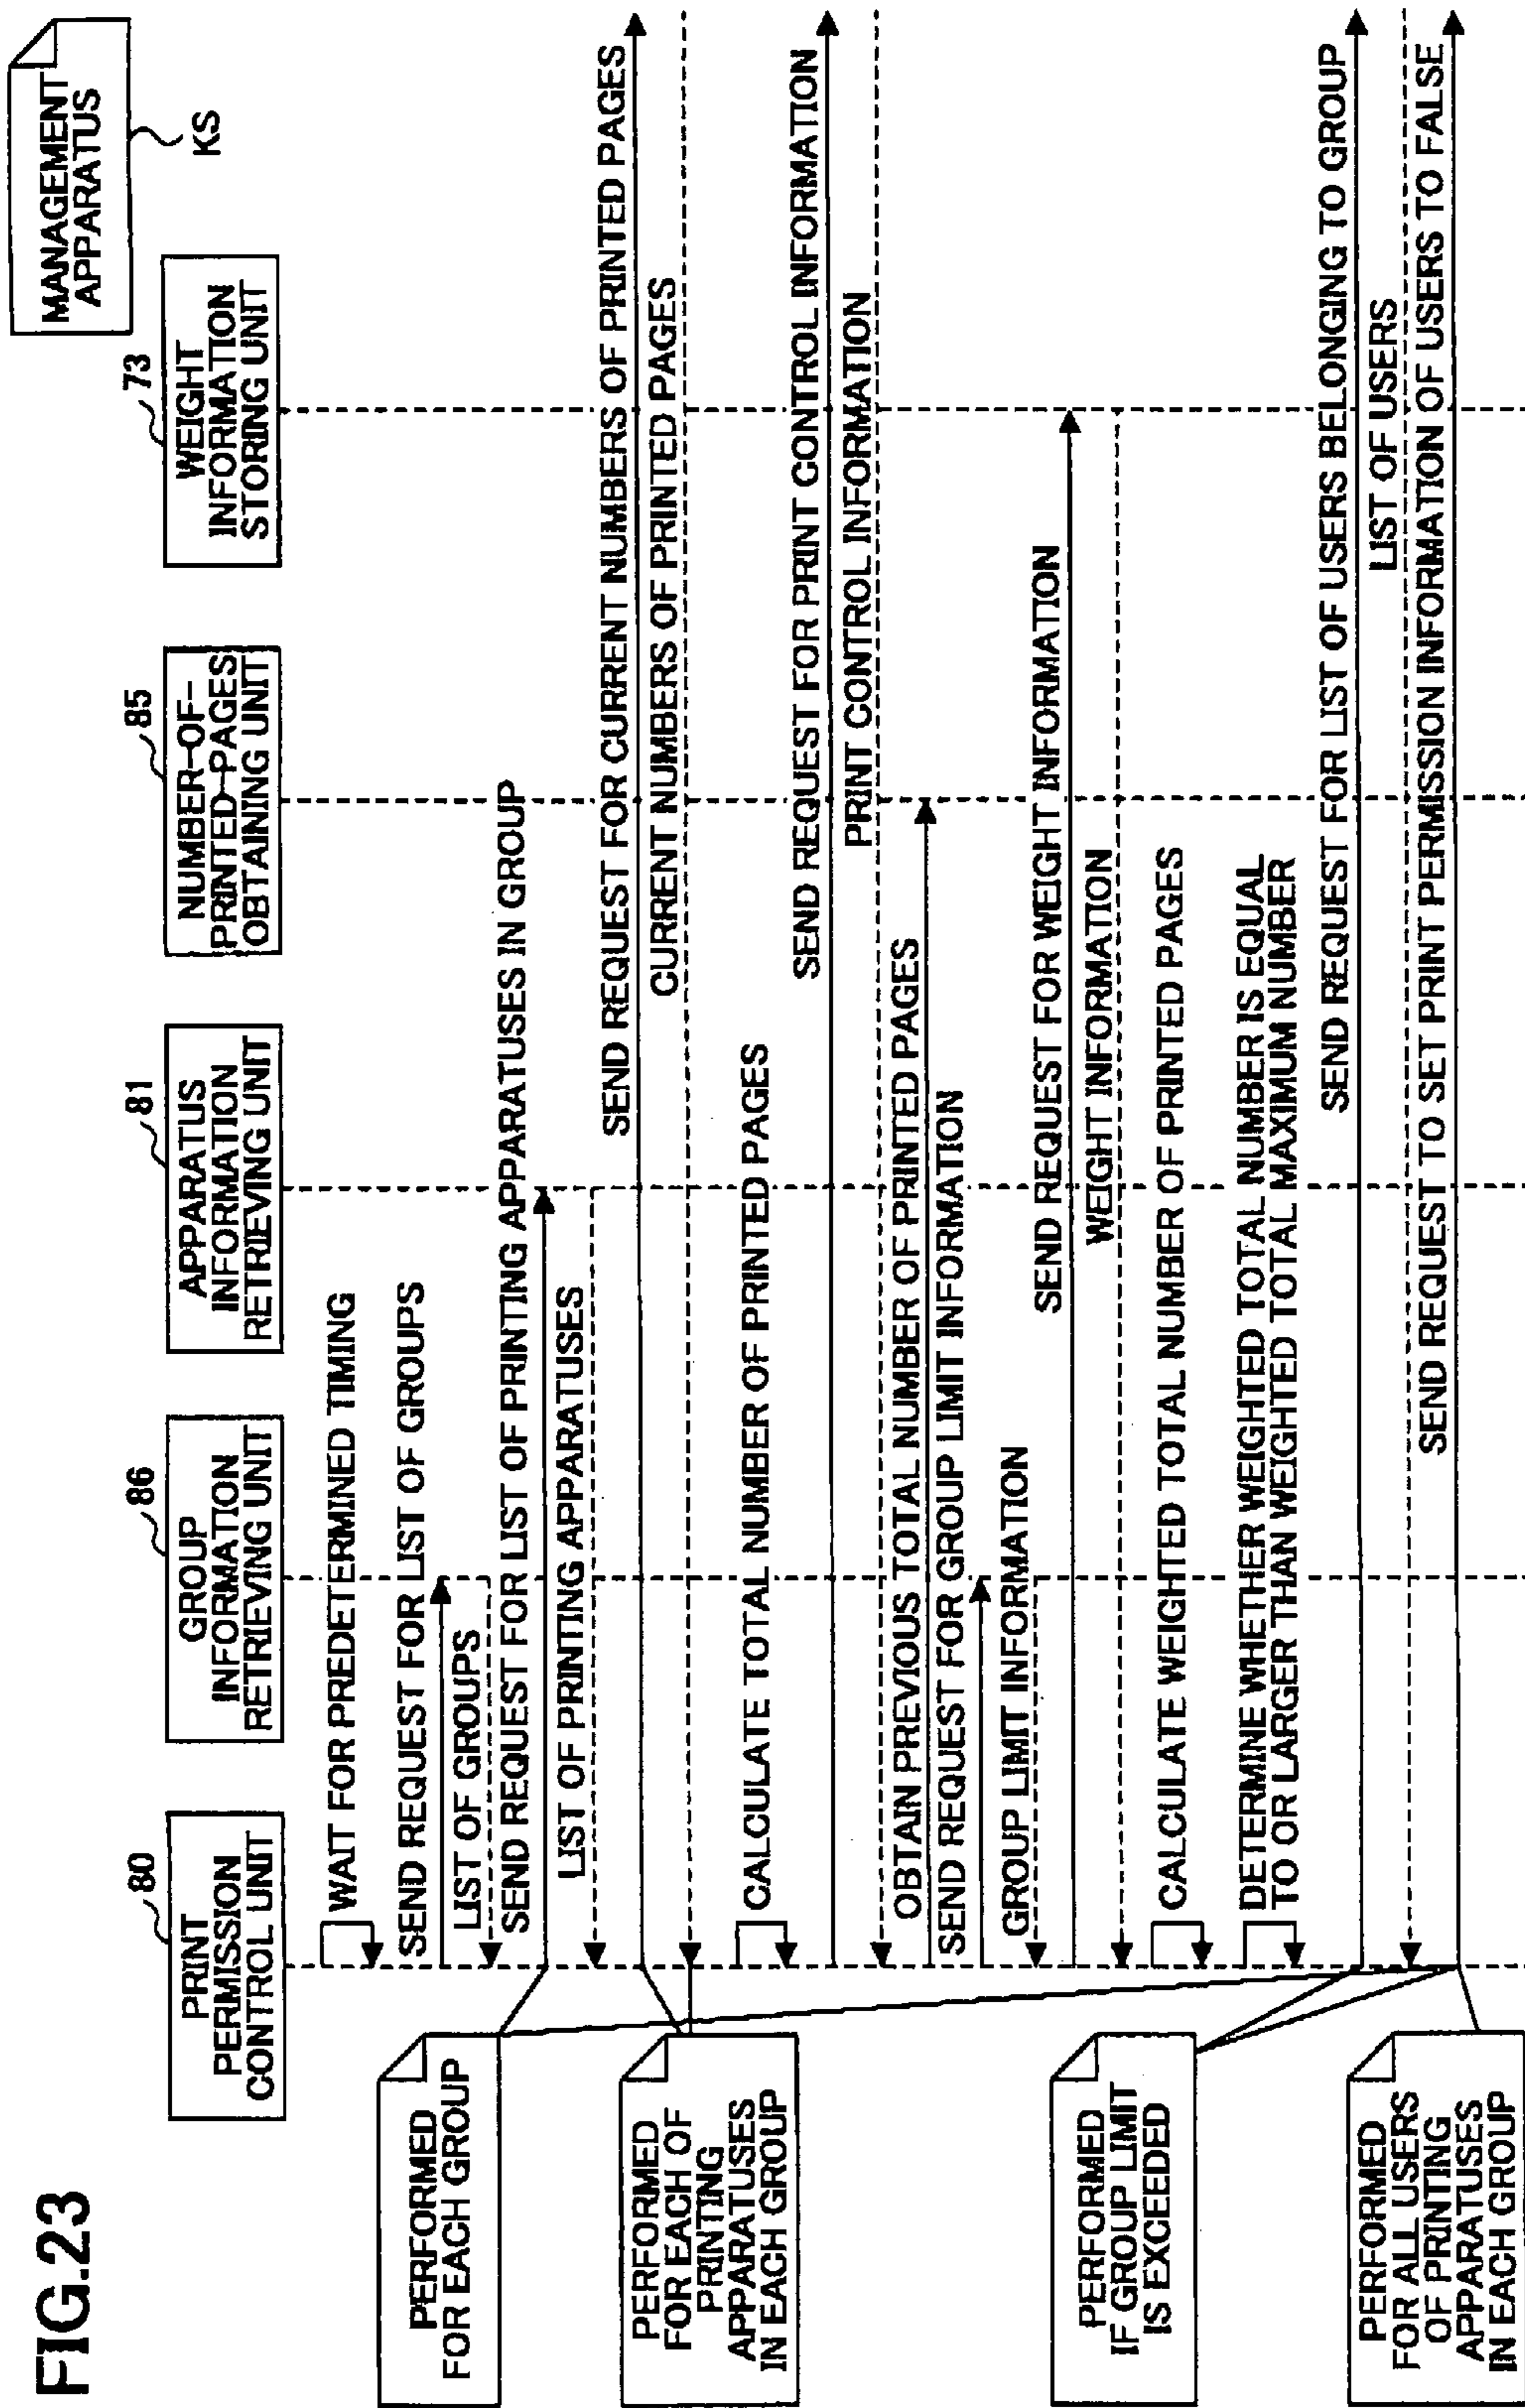 FIG.23
MANAGEMENT
APPARATUS
KS
80
PRINT
PERMISSION
CONTROL UNIT
86
GROUP
INFORMATION
RETRIEVING UNIT
81
APPARATUS
INFORMATION
RETRIEVING UNIT
85
NUMBER-OF-
PRINTED-PAGES
OBTAINING UNIT
73
WEIGHT
INFORMATION
STORING UNIT
WAIT FOR PREDETERMINED TIMING
SEND REQUEST FOR LIST OF GROUPS
LIST OF GROUPS
SEND REQUEST FOR LIST OF PRINTING APPARATUSES IN GROUP
LIST OF PRINTING APPARATUSES
SEND REQUEST FOR CURRENT NUMBERS OF PRINTED PAGES
CURRENT NUMBERS OF PRINTED PAGES
CALCULATE TOTAL NUMBER OF PRINTED PAGES
SEND REQUEST FOR PRINT CONTROL INFORMATION
PRINT CONTROL INFORMATION
OBTAIN PREVIOUS TOTAL NUMBER OF PRINTED PAGES
SEND REQUEST FOR GROUP LIMIT INFORMATION
GROUP LIMIT INFORMATION
SEND REQUEST FOR WEIGHT INFORMATION
WEIGHT INFORMATION
CALCULATE WEIGHTED TOTAL NUMBER OF PRINTED PAGES
DETERMINE WHETHER WEIGHTED TOTAL NUMBER IS EQUAL
TO OR LARGER THAN WEIGHTED TOTAL MAXIMUM NUMBER
SEND REQUEST FOR LIST OF USERS BELONGING TO GROUP
LIST OF USERS
SEND REQUEST TO SET PRINT PERMISSION INFORMATION OF USERS TO FALSE
PERFORMED
FOR EACH GROUP
PERFORMED
FOR EACH OF
PRINTING
APPARATUSES
IN EACH GROUP
PERFORMED
IF GROUP LIMIT
IS EXCEEDED
PERFORMED
FOR ALL USERS
OF PRINTING
APPARATUSES
IN EACH GROUP